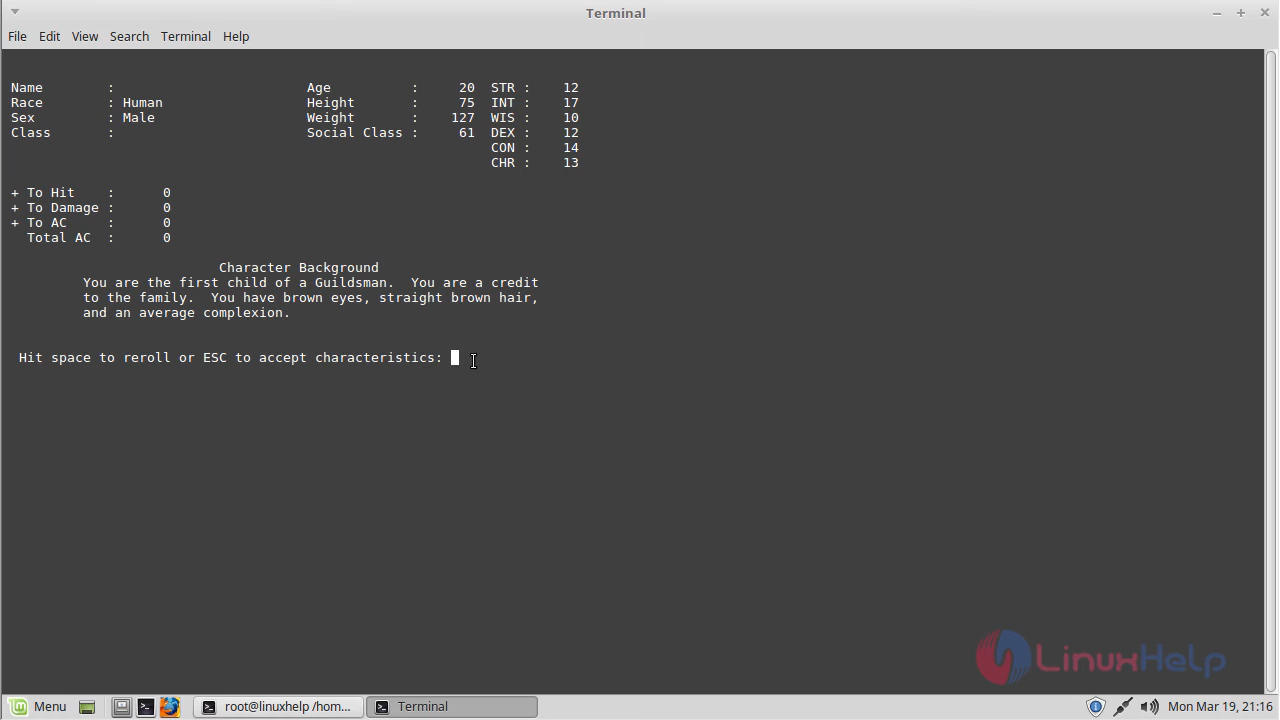 Terminal
File Edit View Search Terminal Help
Name : Age : 20 STR : 12
Race : Human Height : 75 INT : 17
Sex : Male Weight : 127 WIS : 10
Class : Social Class : 61 DEX : 12
CON : 14
CHR : 13
+ To Hit : 0
+ To Damage : 0
+ To AC : 0
Total AC : 0
Character Background
You are the first child of a Guildsman. You are a credit
to the family. You have brown eyes, straight brown hair,
and an average complexion.
Hit space to reroll or ESC to accept characteristics:
LinuxHelp
Menu root@linuxhelp /hom... Terminal Mon Mar 19, 21:16